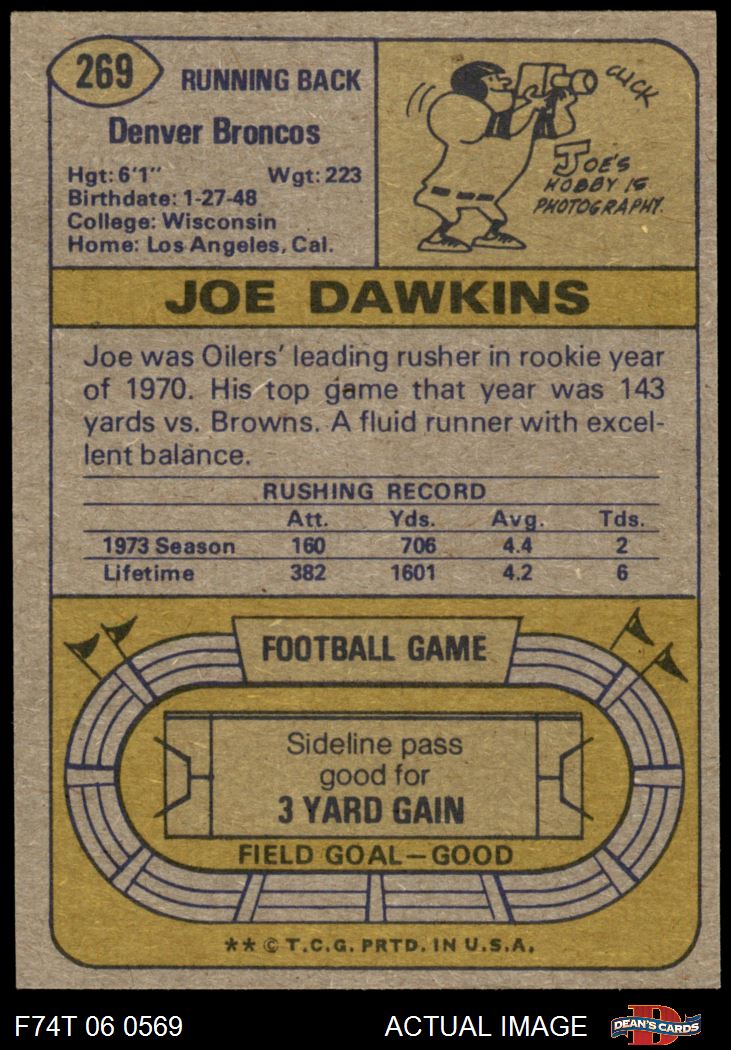 269
RUNNING BACK
Denver Broncos
Hgt: 6'1" Wgt: 223
Birthdate: 1-27-48
College: Wisconsin
Home: Los Angeles, Cal.
CLICK
JOE'S
HOBBY IS
PHOTOGRAPHY.
JOE DAWKINS
Joe was Oilers' leading rusher in rookie year
of 1970. His top game that year was 143
yards vs. Browns. A fluid runner with excel-
lent balance.
RUSHING RECORD
Att. Yds. Avg. Tds.
1973 Season 160 706 4.4 2
Lifetime 382 1601 4.2 6
FOOTBALL GAME
Sideline pass
good for
3 YARD GAIN
FIELD GOAL—GOOD
** © T.C.G. PRTD. IN U.S.A.
F74T 06 0569 ACTUAL IMAGE D DEAN'S CARDS